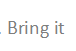 . Bring it